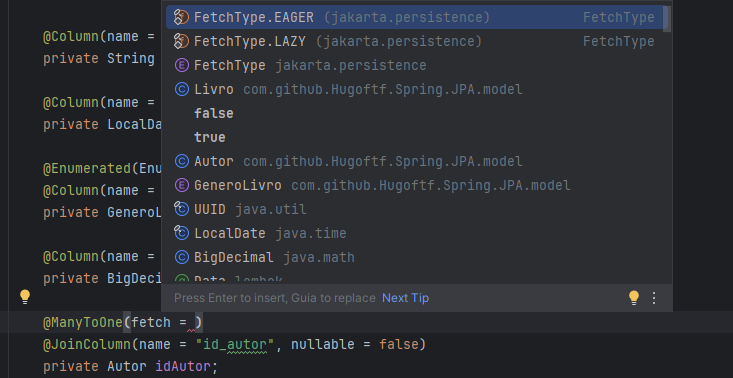 FetchType.EAGER (jakarta.persistence) FetchType
@Column(name =
FetchType.LAZY (jakarta.persistence) FetchType
private String
FetchType jakarta.persistence
Livro com.github.Hugoftf.Spring.JPA.model
@Column(name =
false
private LocalDa
true
Autor com.github.Hugoftf.Spring.JPA.model
@Enumerated(Enu
GeneroLivro com.github.Hugoftf.Spring.JPA.model
@Column(name =
UUID java.util
private GeneroL
LocalDate java.time
BigDecimal java.math
@Column(name =
Data lombok
private BigDeci
Press Enter to insert, Guia to replace Next Tip
@ManyToOne(fetch = )
@JoinColumn(name = "id_autor", nullable = false)
private Autor idAutor;